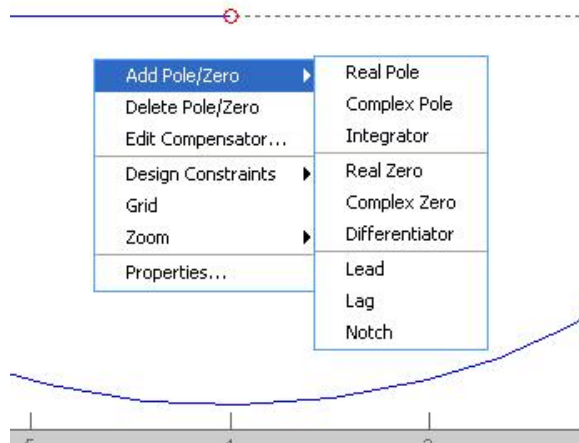 Add Pole/Zero
Delete Pole/Zero
Edit Compensator...
Design Constraints
Grid
Zoom
Properties...
Real Pole
Complex Pole
Integrator
Real Zero
Complex Zero
Differentiator
Lead
Lag
Notch